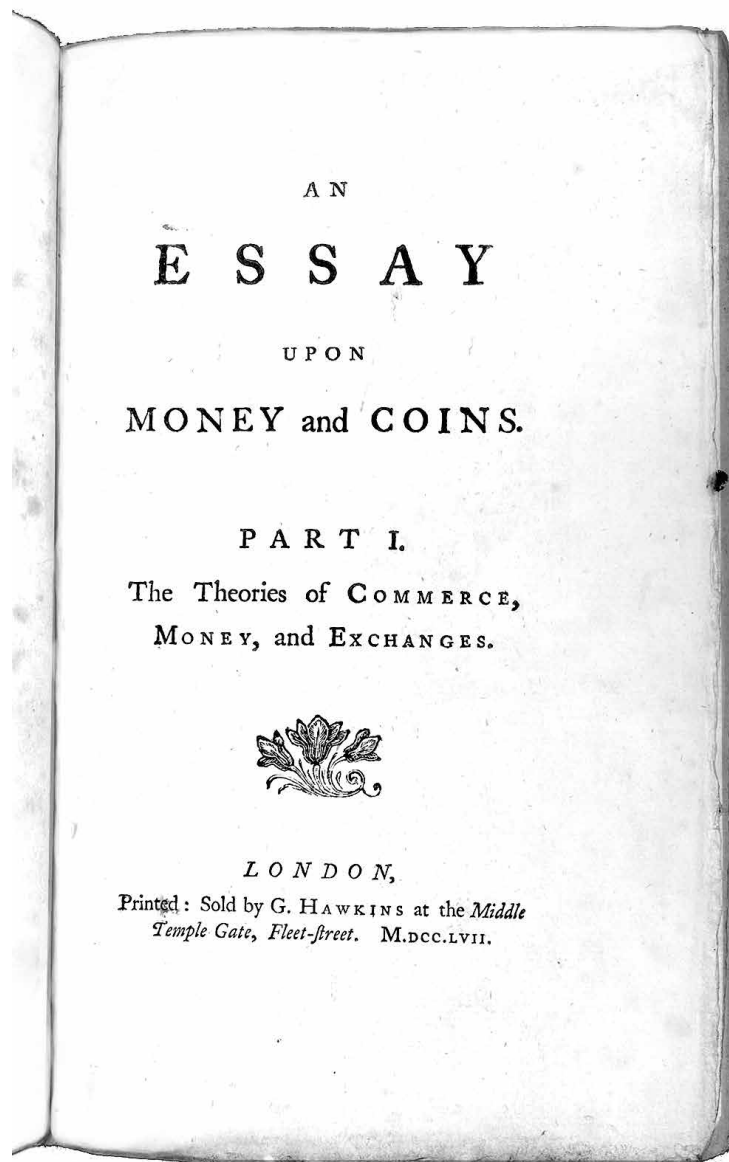 AN
ESSAY
UPON
MONEY and COINS.
PART I.
The Theories of COMMERCE,
MONEY, and EXCHANGES.
LONDON,
Printed: Sold by G. HAWKINS at the Middle
Temple Gate, Fleet-ſtreet. M.DCC.LVII.